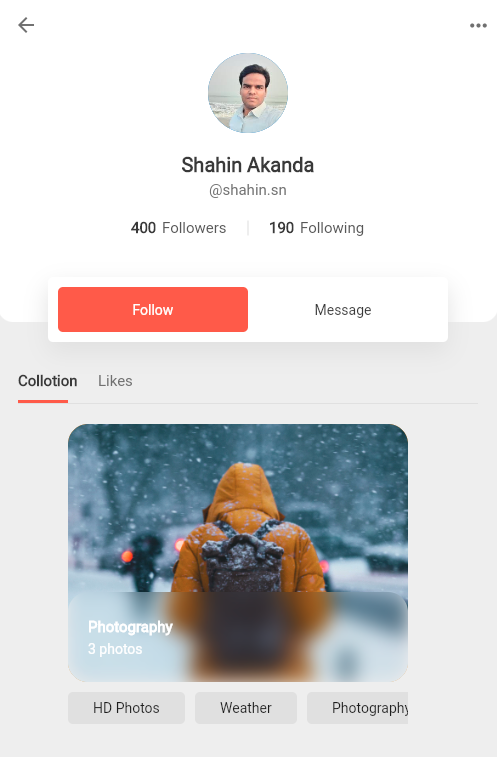 Shahin Akanda
@shahin.sn
400 Followers 190 Following
Follow Message
Collotion Likes
Photography
3 photos
HD Photos Weather Photography